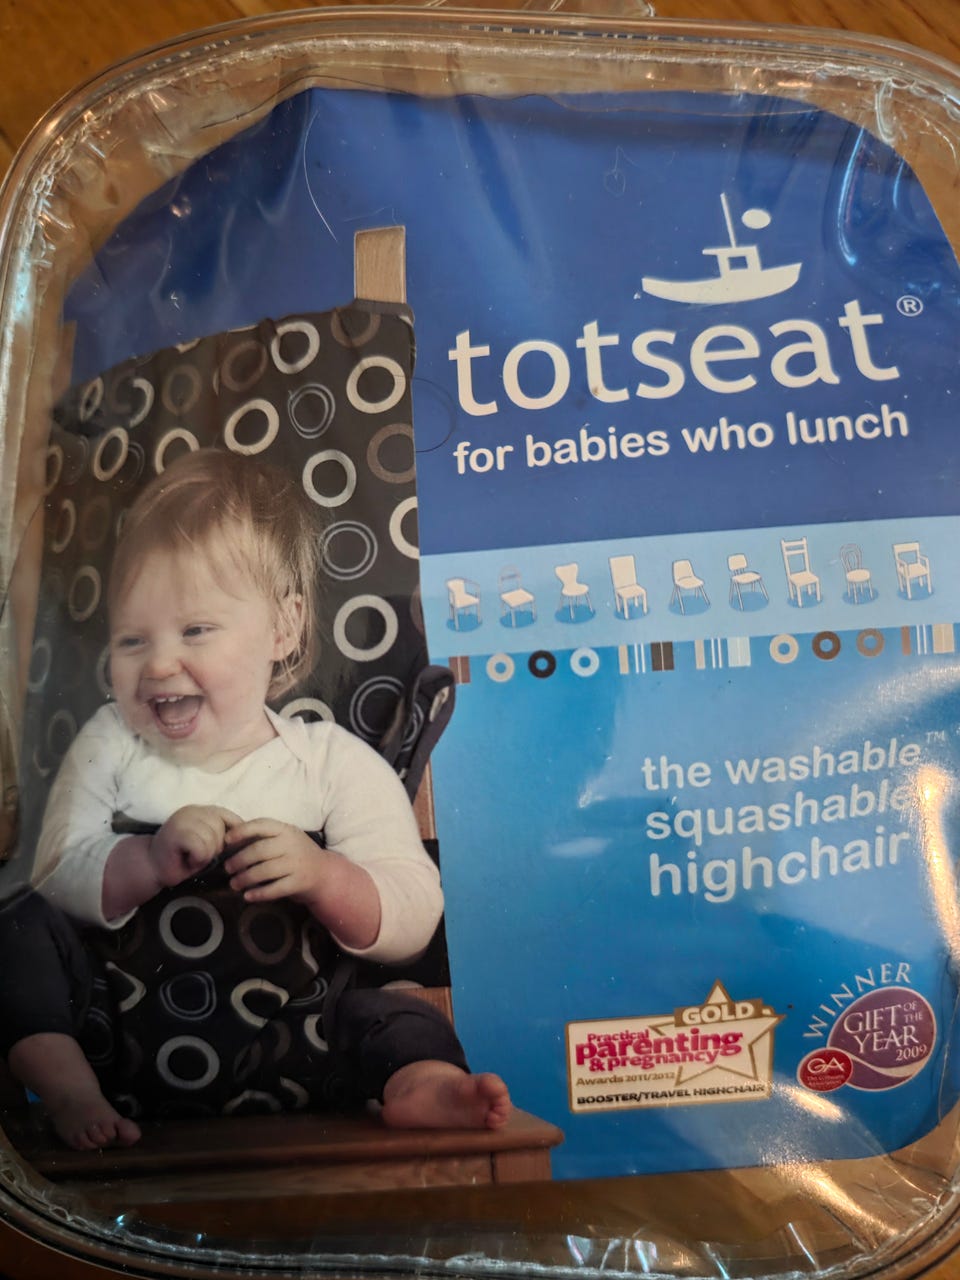 totseat®
for babies who lunch
the washable™
squashable
highchair
GOLD
Practical
parenting
& pregnancy
Awards 2011/2012
BOOSTER/TRAVEL HIGHCHAIR
WINNER
GIFT OF THE
YEAR
2009
GA